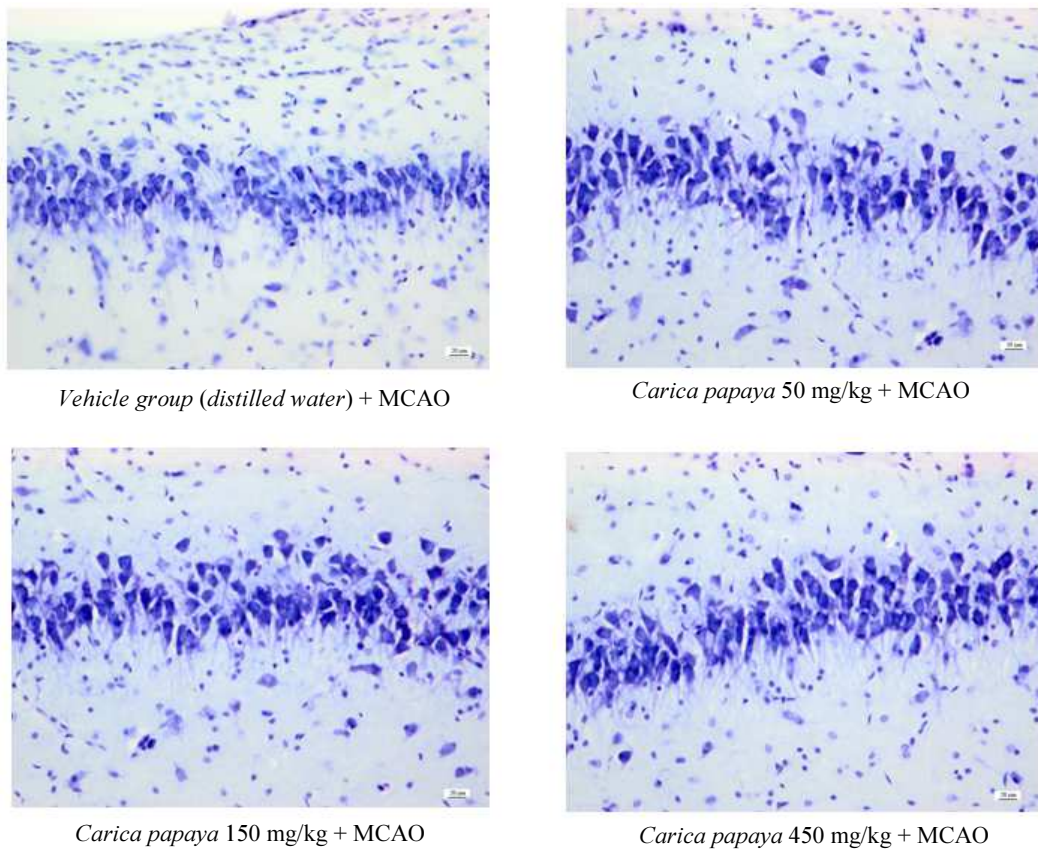 Vehicle group (distilled water) + MCAO
Carica papaya 50 mg/kg + MCAO
Carica papaya 150 mg/kg + MCAO
Carica papaya 450 mg/kg + MCAO